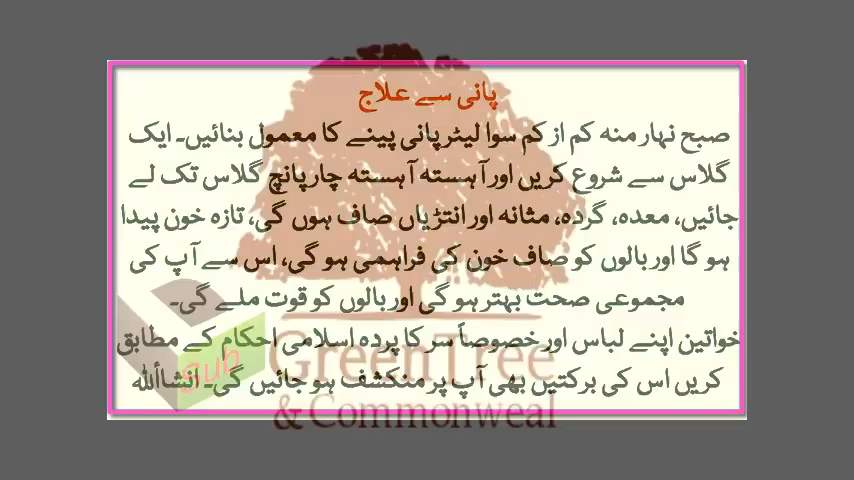 پانی سے علاج
صبح نہار منہ کم از کم سوا لیٹر پانی پینے کا معمول بنائیں۔ ایک
گلاس سے شروع کریں اور آہستہ آہستہ چار پانچ گلاس تک لے
جائیں، معدہ، گردہ، مثانہ اور انتڑیاں صاف ہوں گی، تازہ خون پیدا
ہو گا اور بالوں کو صاف خون کی فراہمی ہو گی، اس سے آپ کی
مجموعی صحت بہتر ہو گی اور بالوں کو قوت ملے گی۔
خواتین اپنے لباس اور خصوصاً سر کا پردہ اسلامی احکام کے مطابق
کریں اس کی برکتیں بھی آپ پر منکشف ہو جائیں گی۔ انشاﷲ
gub
GreenTree
& Commonweal